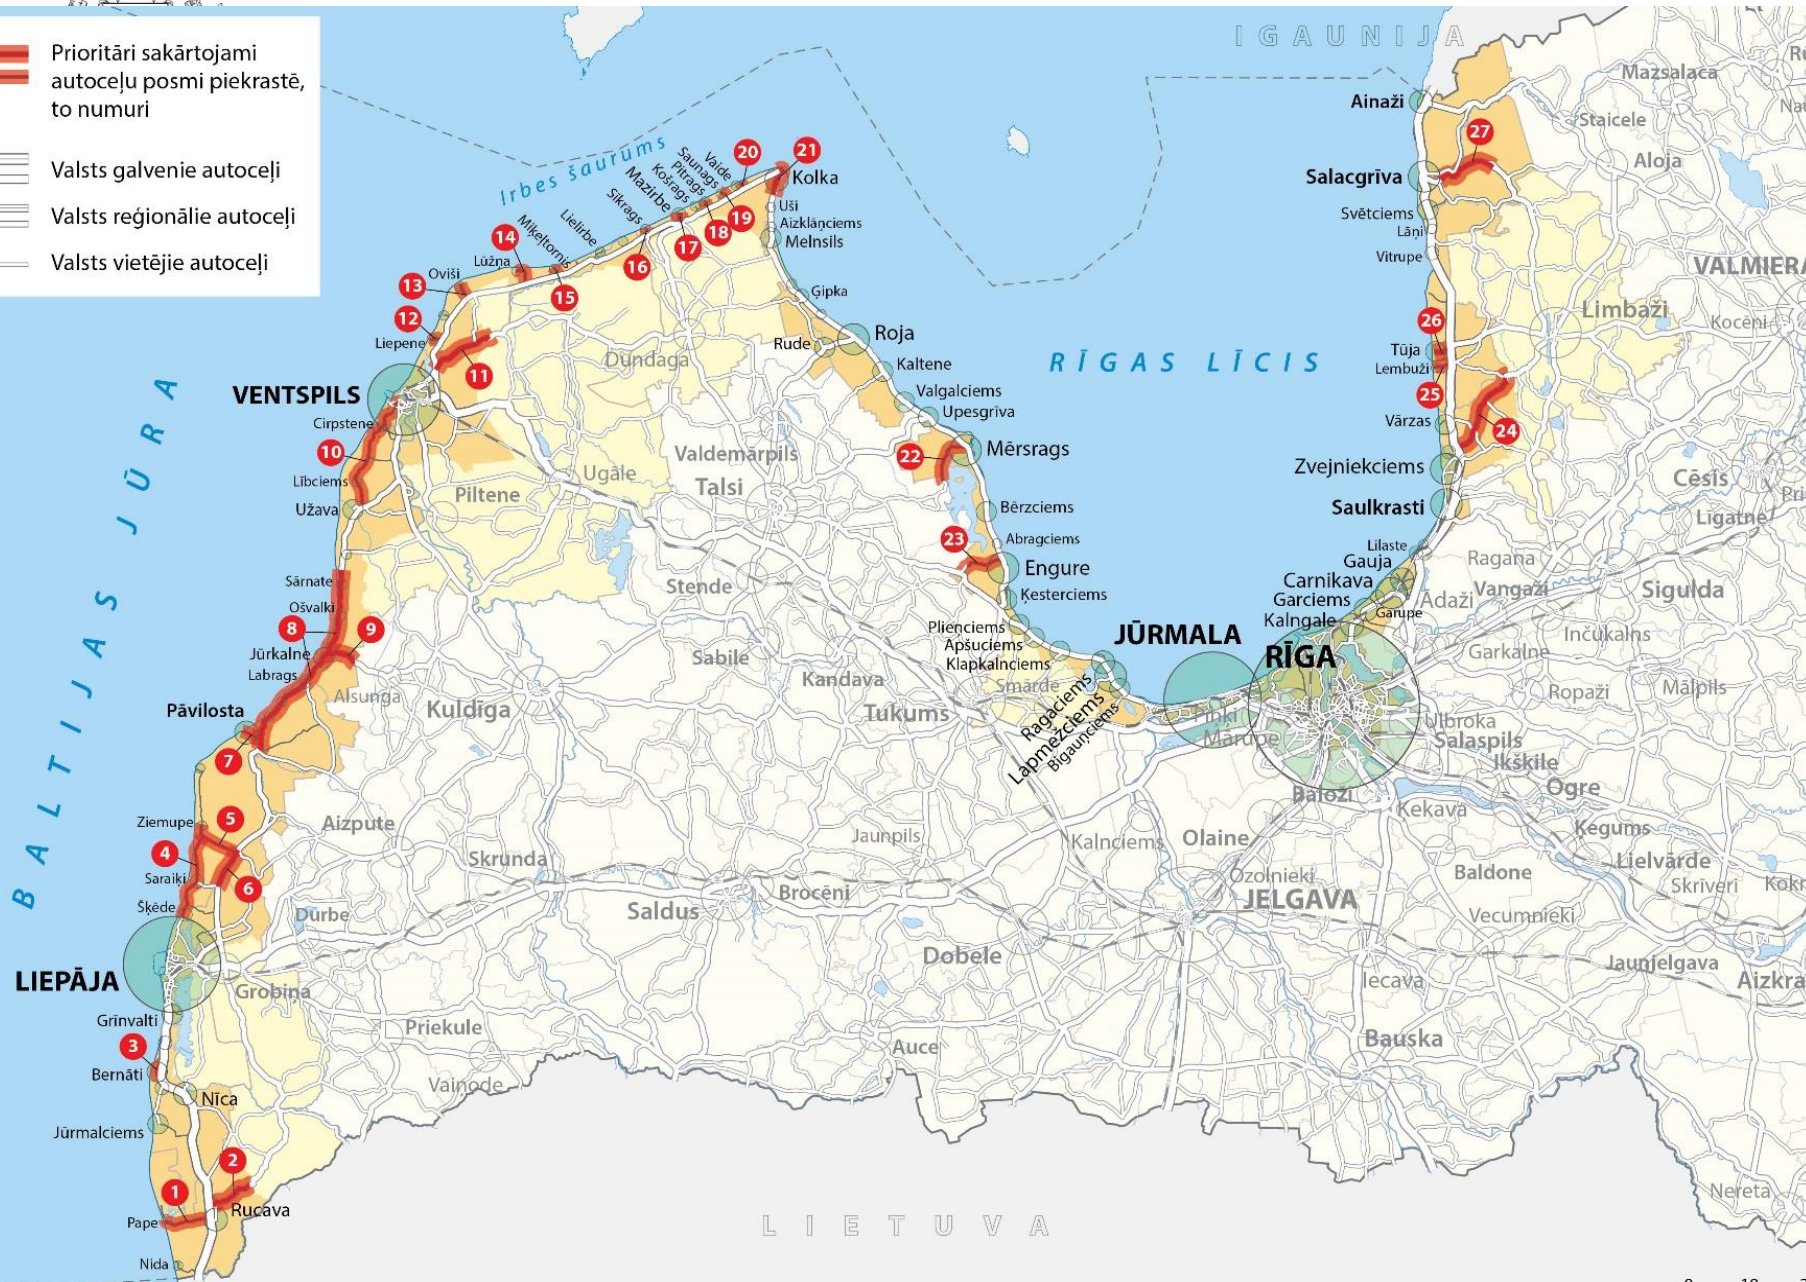 Prioritāri sakārtojami
autoceļu posmi piekrastē,
to numuri
Valsts galvenie autoceļi
Valsts reģionālie autoceļi
Valsts vietējie autoceļi
IGAUNIJA
Mazsalaca
Ainaži
Staicele
27
Aloja
Salacgrīva
Svētciems
Lāņi
Vitrupe
VALMIERA
Limbaži
Kocēni
26
Tūja
Lembuži
25
Vārzas
24
Zvejniekciems
Cēsis
Saulkrasti
Līgatne
Lilaste
Gauja
Ragana
Carnikava
Vangaži
Sigulda
Garciems
Ādaži
Garupe
Kalngale
Inčukalns
Garkalne
Irbes šaurums
20
21
Kolka
Vaide
Saunags
Pitrags
Košrags
Mazirbe
Sīkrags
Lielirbe
Miķeļtornis
19
18
17
16
15
14
Lūžņa
Oviši
13
12
Liepene
11
Uši
Aizklāņciems
Melnsils
Ģipka
Roja
Rude
Dundaga
Kaltene
Valgalciems
Upesgrīva
RĪGAS LĪCIS
VENTSPILS
Cirpstene
10
Lībciems
Užava
Piltene
Ugāle
Valdemārpils
Talsi
22
Mērsrags
Bērzciems
23
Abragciems
Engure
Ķesterciems
Stende
Sārnate
Ošvalki
8
9
Jūrkalne
Labrags
Alsunga
Kuldīga
Sabile
Kandava
Plienciems
Apšuciems
Klapkalnciems
Smārde
Tukums
Ragaciems
Lapmežciems
Bigauņciems
JŪRMALA
RĪGA
Piņķi
Mārupe
Ropaži
Mālpils
Ulbroka
Salaspils
Ikšķile
Ogre
Baloži
Ķekava
BALTIJAS JŪRA
Pāvilosta
7
Ziemupe
5
4
Saraiķi
6
Šķēde
Aizpute
Skrunda
Durbe
Saldus
Brocēni
Jaunpils
Kalnciems
Olaine
Ozolnieki
JELGAVA
Ķegums
Lielvārde
Baldone
Skrīveri
Vecumnieki
LIEPĀJA
Grobiņa
Dobele
Iecava
Jaunjelgava
Aizkra
Grīnvalti
3
Bernāti
Priekule
Auce
Bauska
Vaiņode
Nīca
Jūrmalciems
2
1
Rucava
Pape
Nida
LIETUVA
Nereta